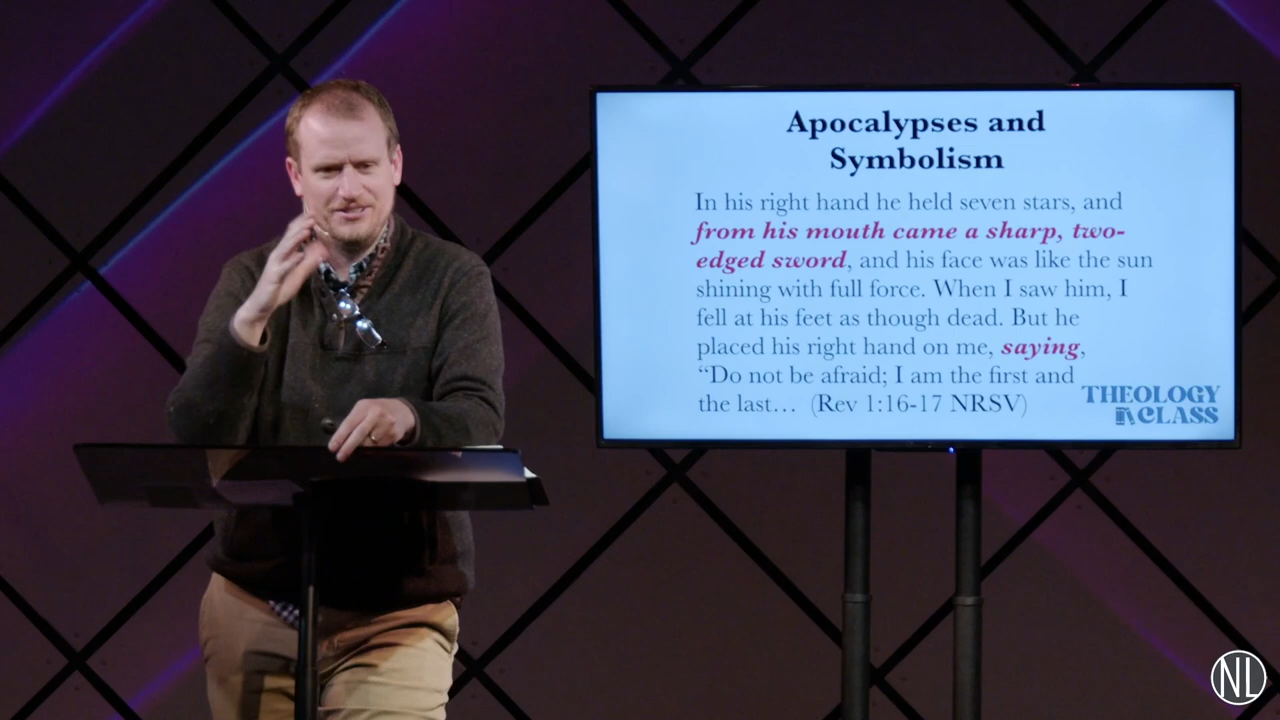 Apocalypses and
Symbolism
In his right hand he held seven stars, and
from his mouth came a sharp, two-
edged sword, and his face was like the sun
shining with full force. When I saw him, I
fell at his feet as though dead. But he
placed his right hand on me, saying,
“Do not be afraid; I am the first and
the last… (Rev 1:16-17 NRSV)
THEOLOGY
CLASS
NL